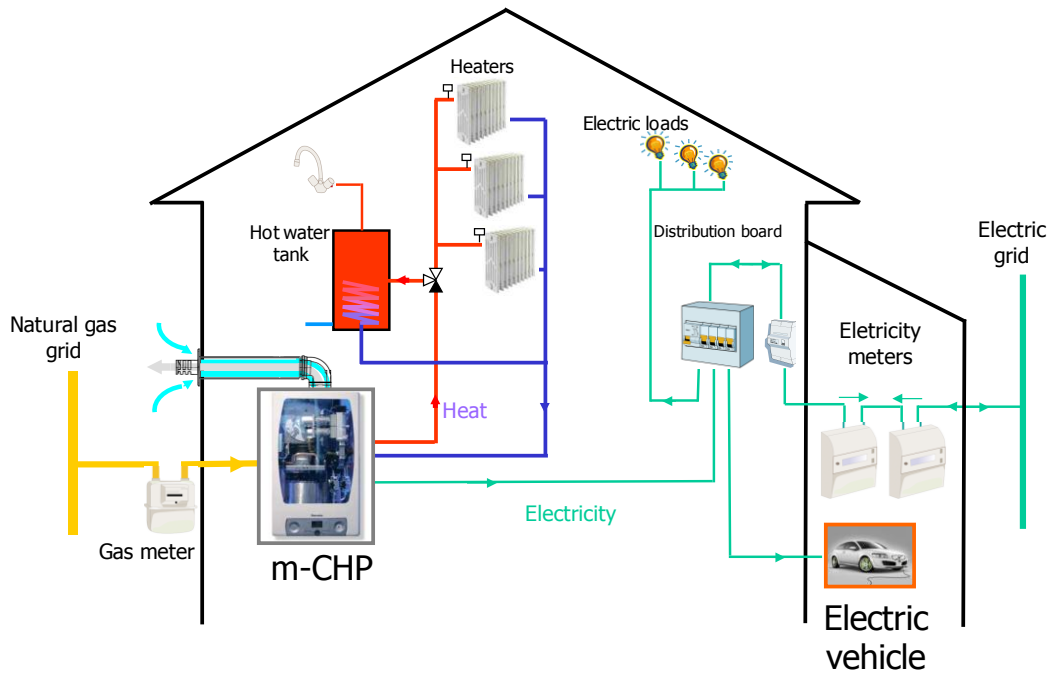 Heaters
Electric loads
Hot water
tank
Distribution board
Electric
grid
Natural gas
grid
Eletricity
meters
Heat
Electricity
Gas meter
m-CHP
Electric
vehicle